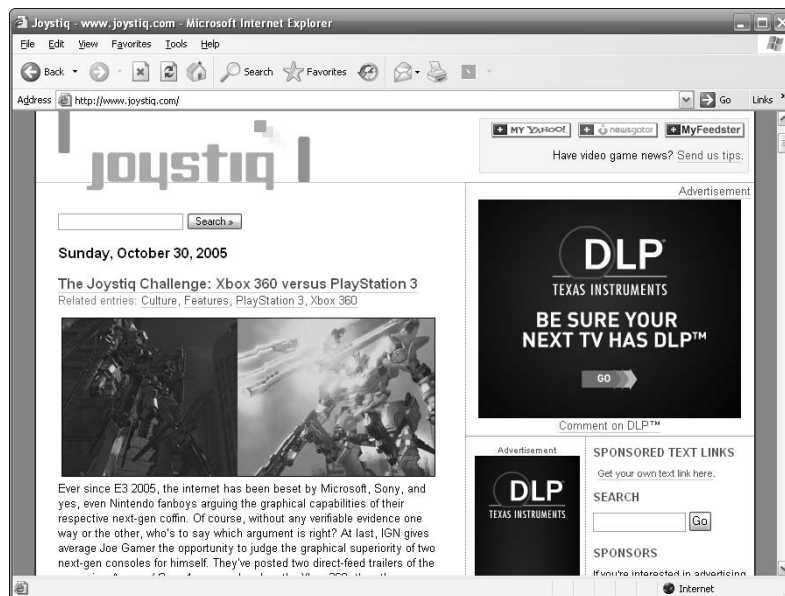 Joystiq - www.joystiq.com - Microsoft Internet Explorer
File Edit View Favorites Tools Help
Back Search Favorites
Address http://www.joystiq.com/ Go Links
joystiq
MY YAHOO! newsgator MyFeedster
Have video game news? Send us tips.
Search »
Sunday, October 30, 2005
The Joystiq Challenge: Xbox 360 versus PlayStation 3
Related entries: Culture, Features, PlayStation 3, Xbox 360
Ever since E3 2005, the internet has been beset by Microsoft, Sony, and
yes, even Nintendo fanboys arguing the graphical capabilities of their
respective next-gen coffin. Of course, without any verifiable evidence one
way or the other, who's to say which argument is right? At last, IGN gives
average Joe Gamer the opportunity to judge the graphical superiority of two
next-gen consoles for himself. They've posted two direct-feed trailers of the
Advertisement
DLP
TEXAS INSTRUMENTS
BE SURE YOUR
NEXT TV HAS DLP™
GO
Comment on DLP™
Advertisement
DLP
TEXAS INSTRUMENTS
SPONSORED TEXT LINKS
Get your own text link here.
SEARCH
Go
SPONSORS
If you're interested in advertising
Internet